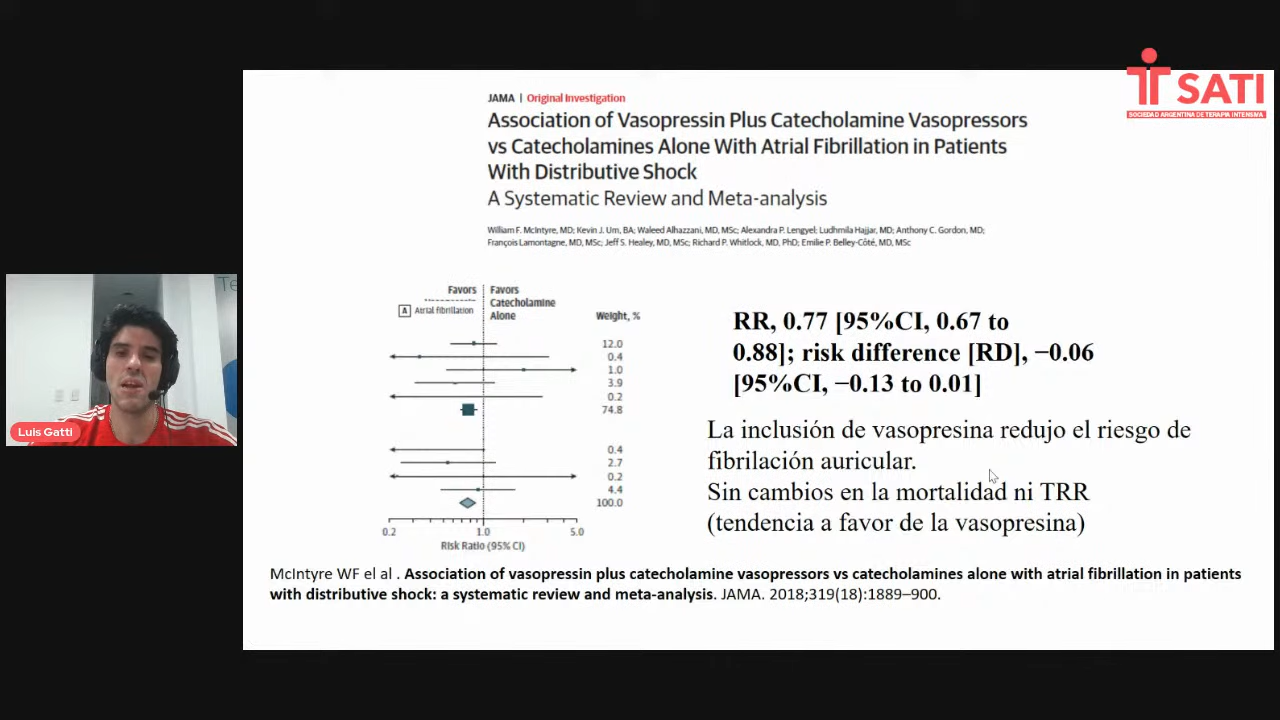 SATI
SOCIEDAD ARGENTINA DE TERAPIA INTENSIVA
JAMA | Original Investigation
Association of Vasopressin Plus Catecholamine Vasopressors
vs Catecholamines Alone With Atrial Fibrillation in Patients
With Distributive Shock
A Systematic Review and Meta-analysis
William F. McIntyre, MD; Kevin J. Um, BA; Waleed Alhazzani, MD, MSc; Alexandra P. Lengyel; Ludhmila Hajjar, MD; Anthony C. Gordon, MD;
François Lamontagne, MD, MSc; Jeff S. Healey, MD, MSc; Richard P. Whitlock, MD, PhD; Emilie P. Belley-Côté, MD, MSc
Favors Favors
Catecholamine
A Atrial fibrillation Alone Weight, %
12.0
0.4
1.0
3.9
0.2
74.8
0.4
2.7
0.2
4.4
100.0
0.2 1.0 5.0
Risk Ratio (95% CI)
RR, 0.77 [95%CI, 0.67 to
0.88]; risk difference [RD], −0.06
[95%CI, −0.13 to 0.01]
La inclusión de vasopresina redujo el riesgo de
fibrilación auricular.
Sin cambios en la mortalidad ni TRR
(tendencia a favor de la vasopresina)
Te
Luis Gatti
McIntyre WF el al . Association of vasopressin plus catecholamine vasopressors vs catecholamines alone with atrial fibrillation in patients
with distributive shock: a systematic review and meta-analysis. JAMA. 2018;319(18):1889–900.